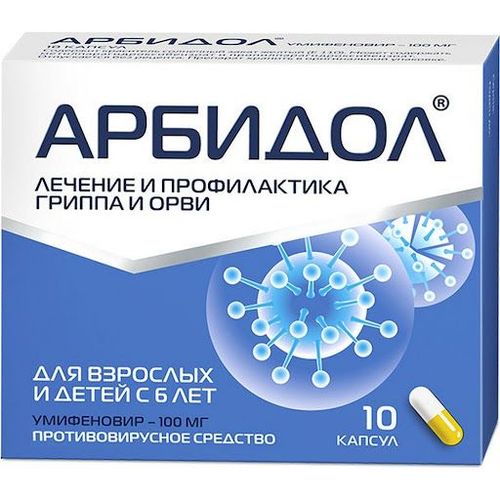 АРБИДОЛ
УМИФЕНОВИР – 100 МГ
10 КАПСУЛ
АРБИДОЛ®
ЛЕЧЕНИЕ И ПРОФИЛАКТИКА
ГРИППА И ОРВИ
ДЛЯ ВЗРОСЛЫХ
И ДЕТЕЙ С 6 ЛЕТ
УМИФЕНОВИР – 100 МГ
ПРОТИВОВИРУСНОЕ СРЕДСТВО
10
КАПСУЛ